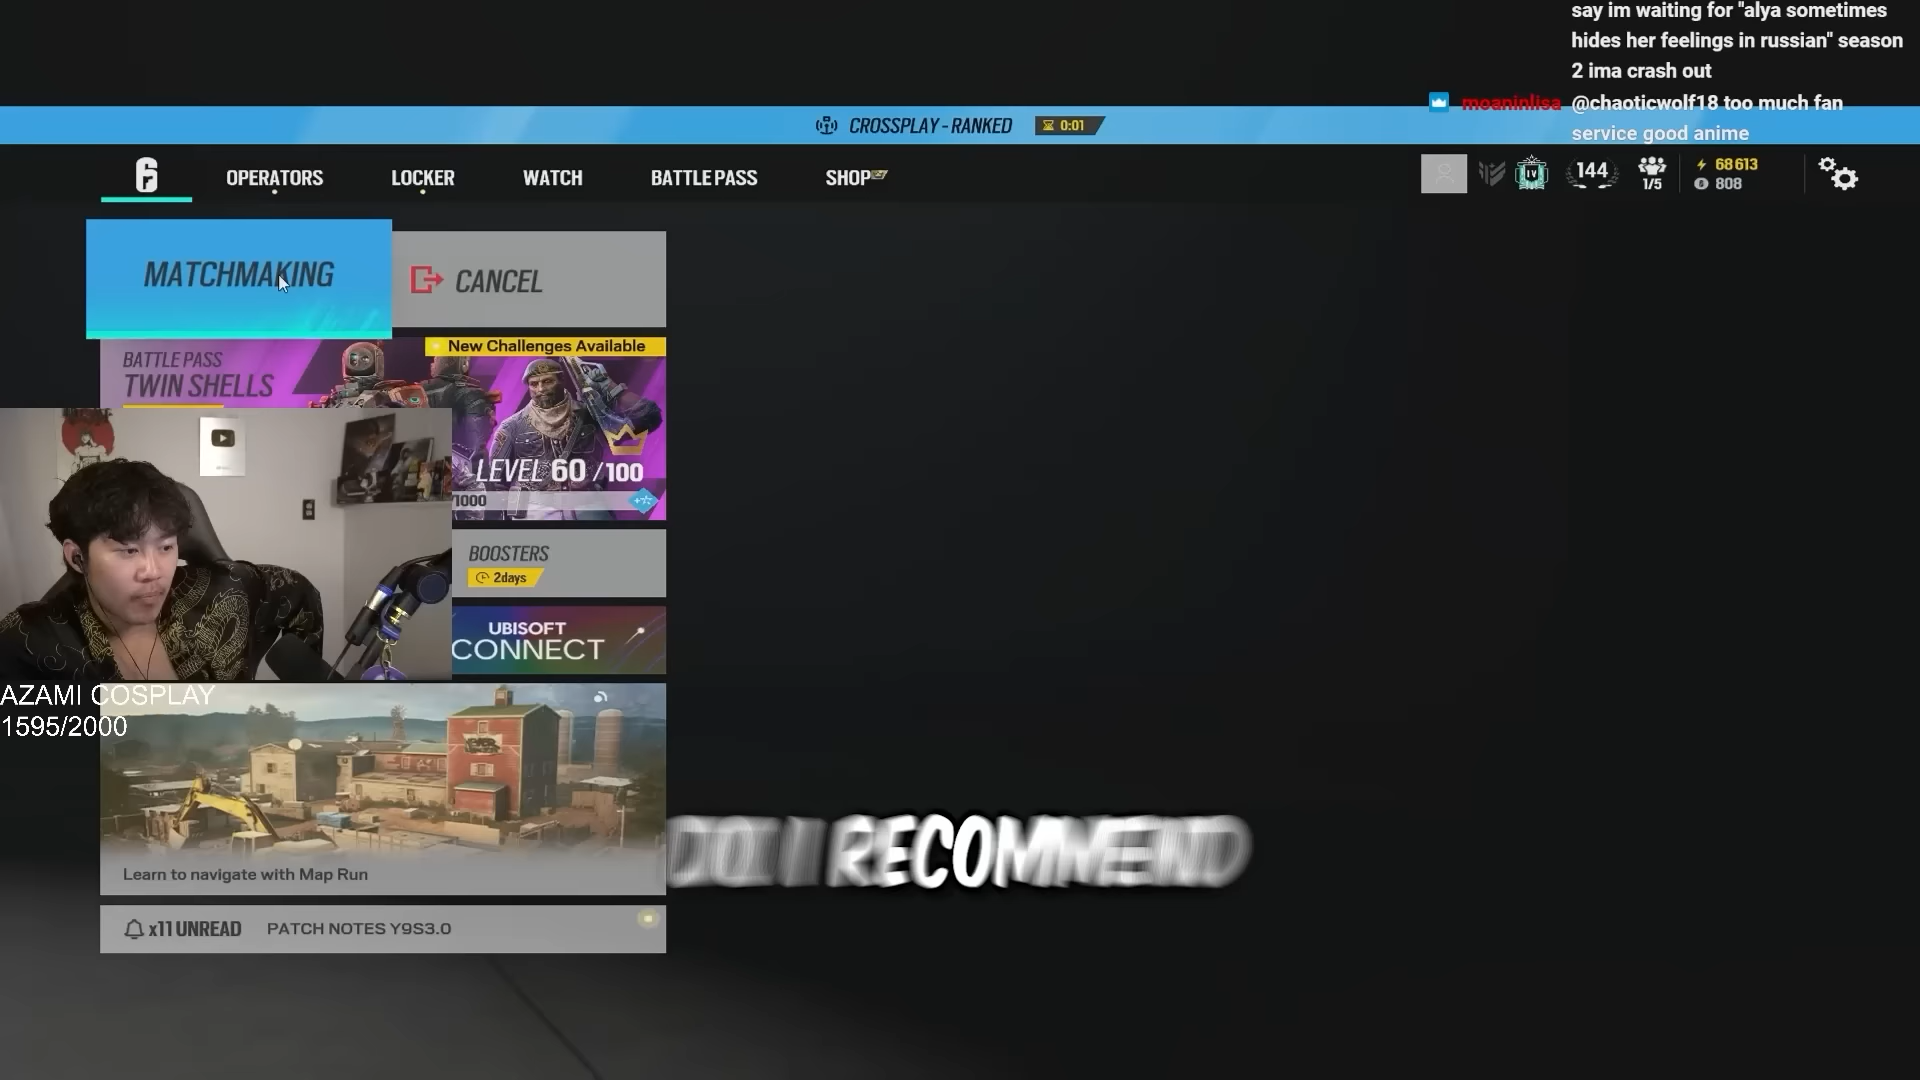 say im waiting for "alya sometimes
hides her feelings in russian" season
2 ima crash out
moaninlisa @chaoticwolf18 too much fan
service good anime
CROSSPLAY - RANKED 0:01
OPERATORS LOCKER WATCH BATTLE PASS SHOP
144 1/5 68 613
808
MATCHMAKING
CANCEL
New Challenges Available
BATTLE PASS
TWIN SHELLS
LEVEL 60 /100
/1000
BOOSTERS
2days
UBISOFT
CONNECT
AZAMI COSPLAY
1595/2000
DO I RECOMMEND
Learn to navigate with Map Run
x11 UNREAD PATCH NOTES Y9S3.0